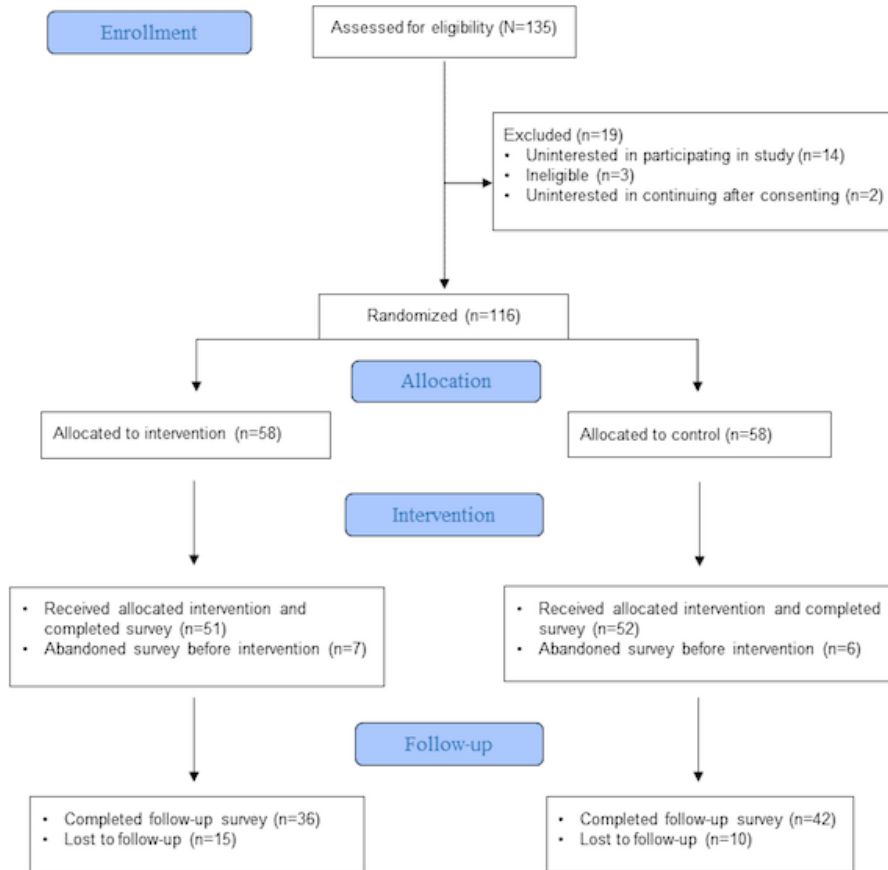 Enrollment
Assessed for eligibility (N=135)
Excluded (n=19)
• Uninterested in participating in study (n=14)
• Ineligible (n=3)
• Uninterested in continuing after consenting (n=2)
Randomized (n=116)
Allocation
Allocated to intervention (n=58)
Allocated to control (n=58)
Intervention
• Received allocated intervention and
completed survey (n=51)
• Abandoned survey before intervention (n=7)
• Received allocated intervention and completed
survey (n=52)
• Abandoned survey before intervention (n=6)
Follow-up
• Completed follow-up survey (n=36)
• Lost to follow-up (n=15)
• Completed follow-up survey (n=42)
• Lost to follow-up (n=10)